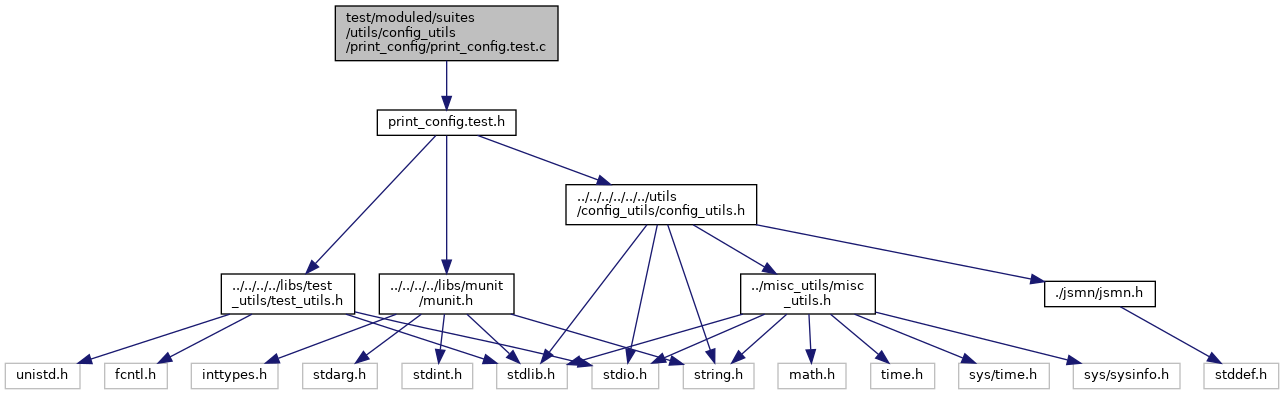 test/moduled/suites
/utils/config_utils
/print_config/print_config.test.c
print_config.test.h
../../../../../../utils
/config_utils/config_utils.h
../../../../libs/test
_utils/test_utils.h
../../../../libs/munit
/munit.h
../misc_utils/misc
_utils.h
./jsmn/jsmn.h
unistd.h
fcntl.h
inttypes.h
stdarg.h
stdint.h
stdlib.h
stdio.h
string.h
math.h
time.h
sys/time.h
sys/sysinfo.h
stddef.h